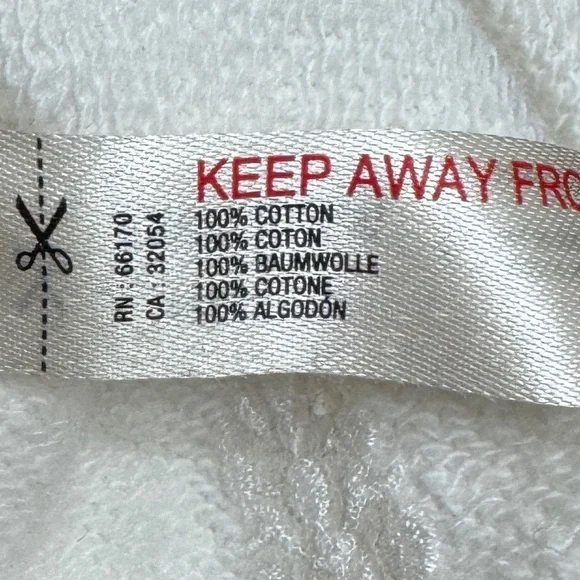 KEEP AWAY FRO
100% COTTON
100% COTON
100% BAUMWOLLE
100% COTONE
100% ALGODÓN
RN : 66170
CA : 32054